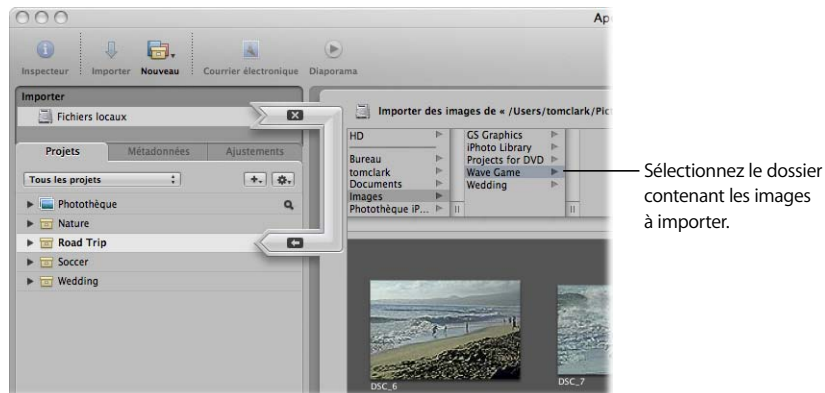 Ap
Inspecteur Importer Nouveau Courrier électronique Diaporama
Importer
Fichiers locaux
Projets Métadonnées Ajustements
Tous les projets
Photothèque
Nature
Road Trip
Soccer
Wedding
Importer des images de « /Users/tomclark/Pic
HD
Bureau
tomclark
Documents
Images
Photothèque iP...
GS Graphics
iPhoto Library
Projects for DVD
Wave Game
Wedding
DSC_6
DSC_7
Sélectionnez le dossier
contenant les images
à importer.